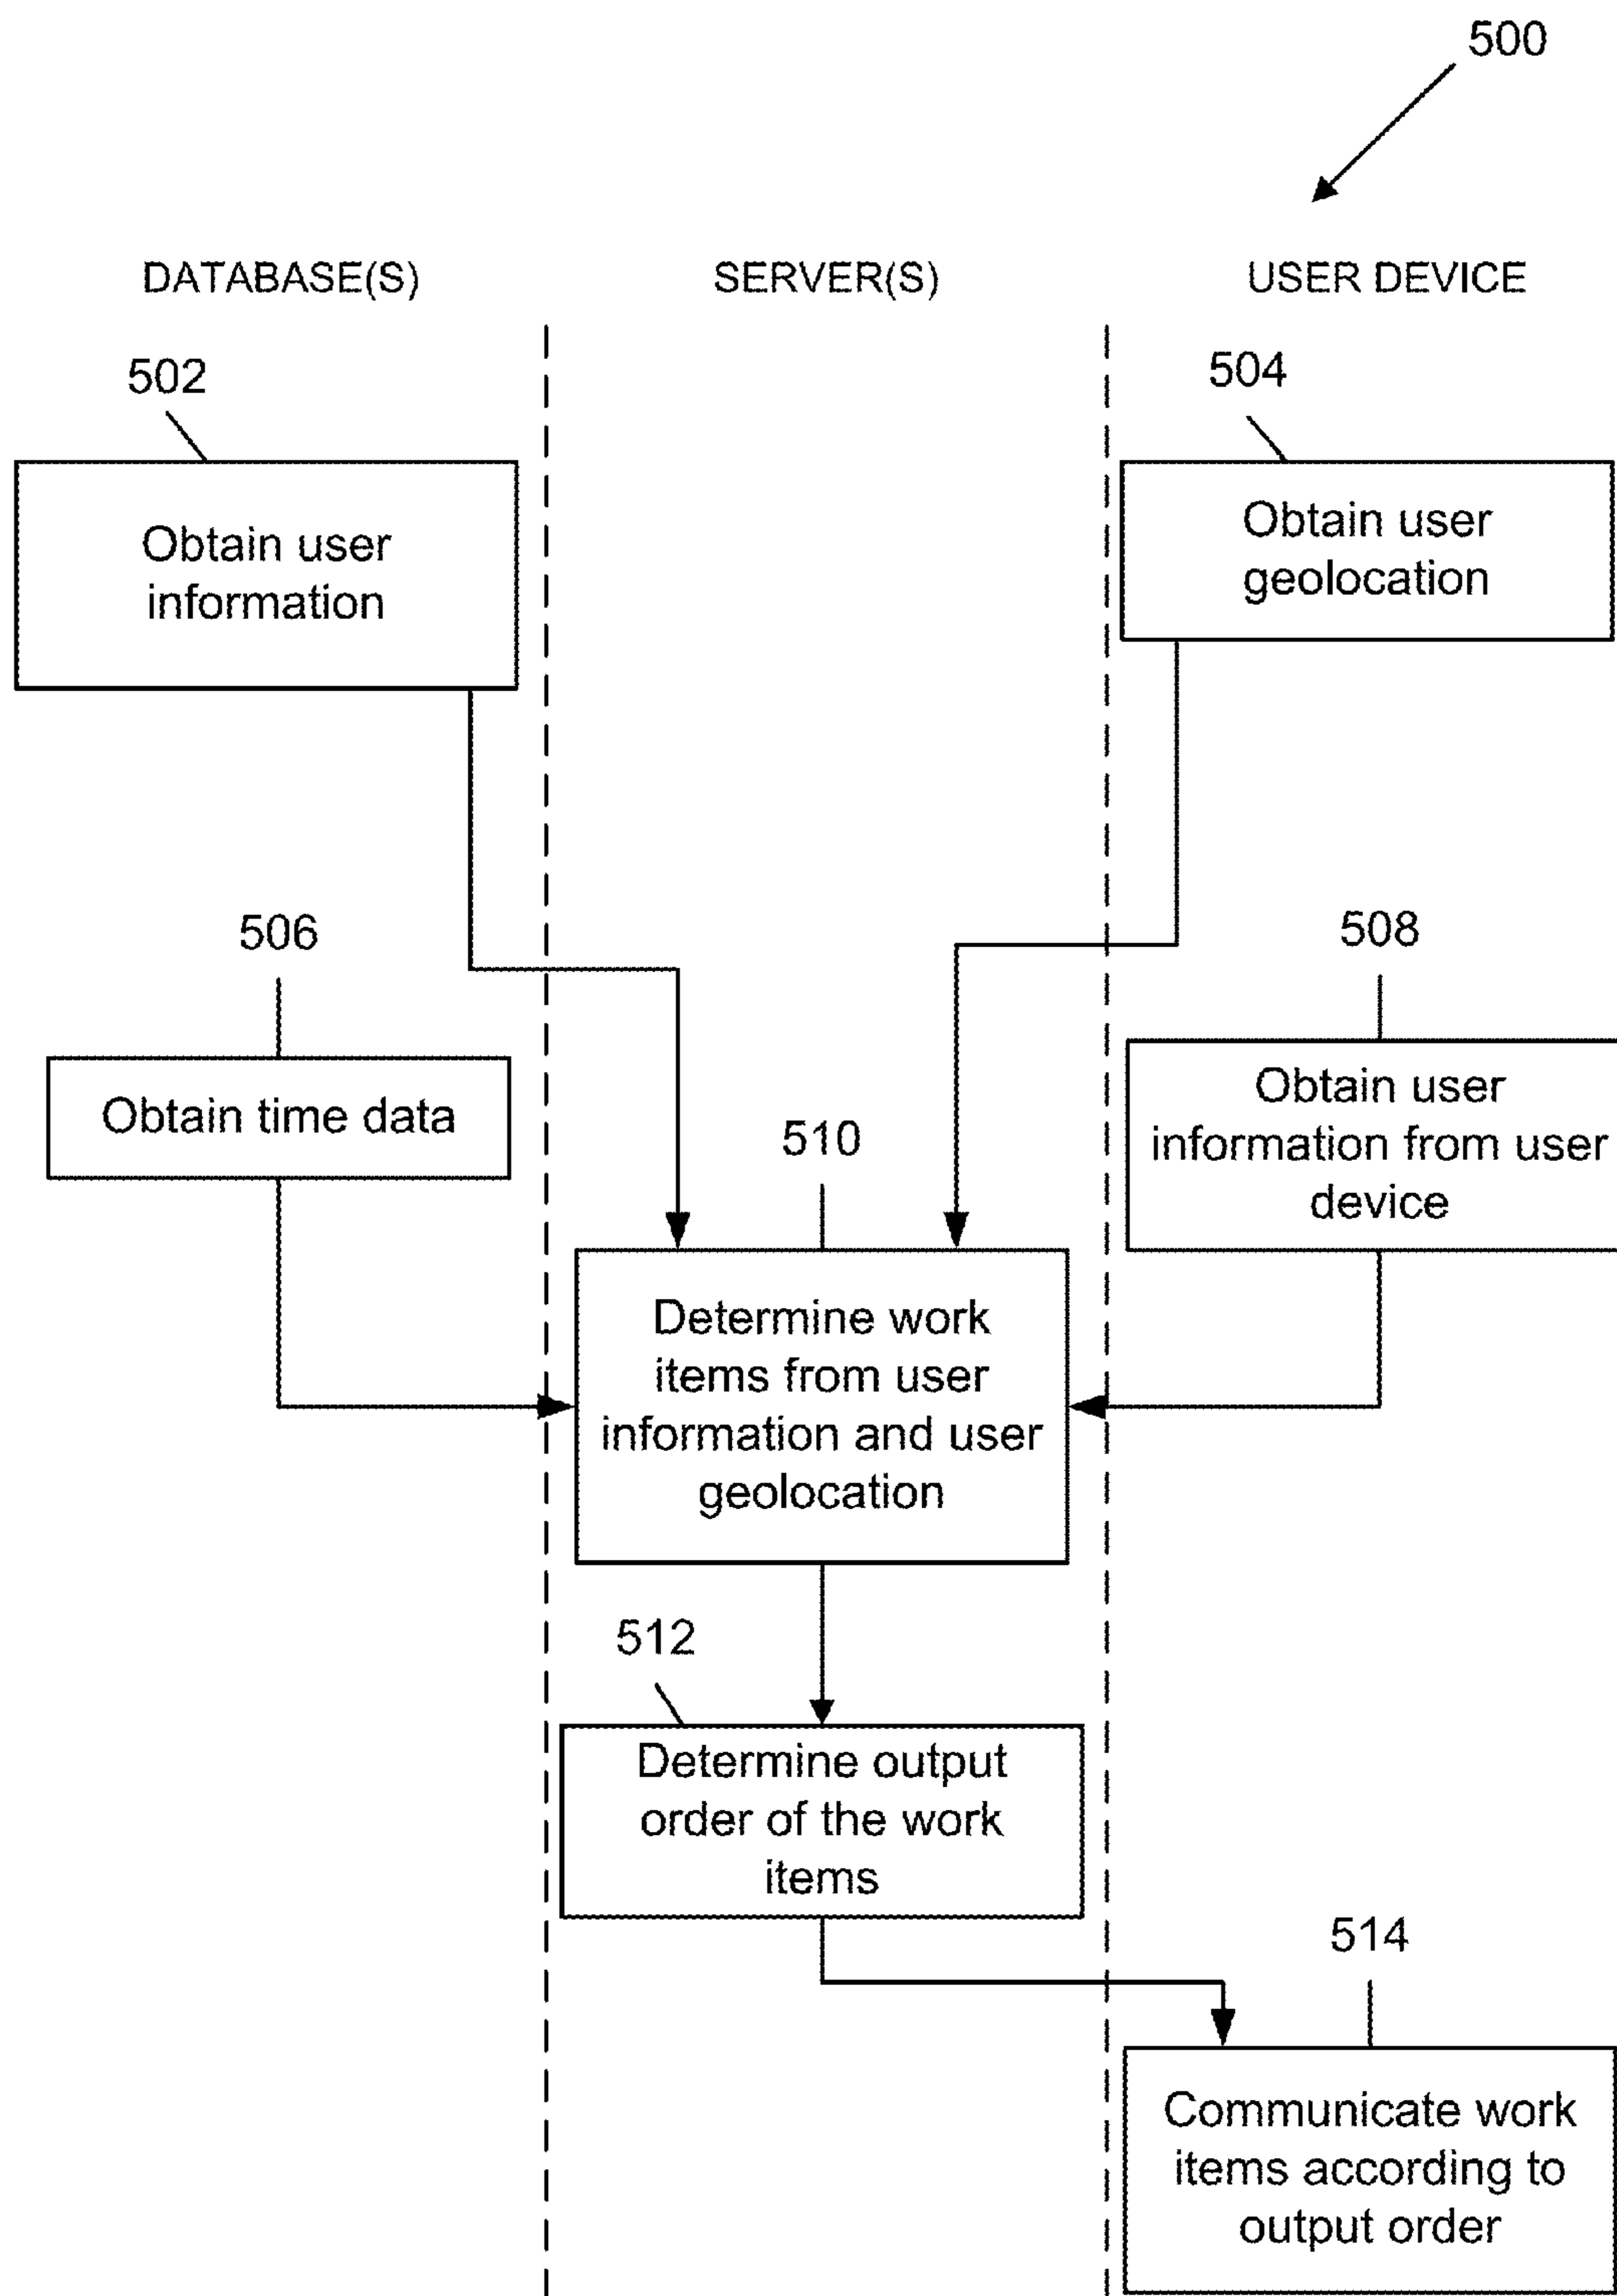 500
DATABASE(S)
SERVER(S)
USER DEVICE
502
504
Obtain user
information
Obtain user
geolocation
506
508
Obtain time data
Obtain user
information from user
device
510
Determine work
items from user
information and user
geolocation
512
Determine output
order of the work
items
514
Communicate work
items according to
output order